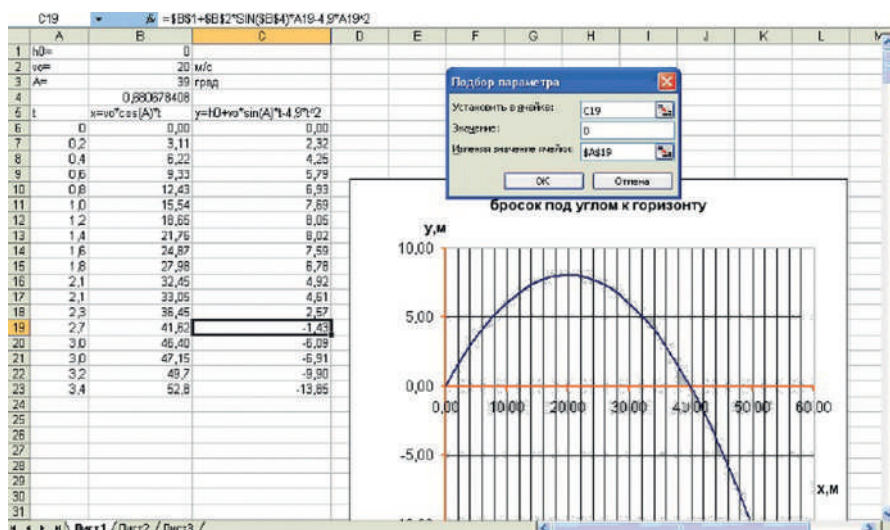 C19 fx =$B$1+$B$2*SIN($B$4)*A19-4,9*A19^2
A B C D E F G H I J K L M
1 h0= 0
2 vo= 20 м/с
3 A= 39 град
4 0,680678408
5 t x=vo*cos(A)*t y=h0+vo*sin(A)*t-4,9*t^2
6 0 0,00 0,00
7 0,2 3,11 2,32
8 0,4 6,22 4,25
9 0,6 9,33 5,79
10 0,8 12,43 6,93
11 1,0 15,54 7,69
12 1,2 18,65 8,05
13 1,4 21,76 8,02
14 1,6 24,87 7,59
15 1,8 27,98 6,78
16 2,1 32,45 4,92
17 2,1 33,05 4,61
18 2,3 36,45 2,57
19 2,7 41,62 -1,43
20 3,0 46,40 -6,09
21 3,0 47,15 -6,91
22 3,2 49,7 -9,90
23 3,4 52,8 -13,85
24
25
26
27
28
29
30
31
Подбор параметра
Установить в ячейке: C19
Значение: 0
Изменяя значение ячейки: $A$19
OK Отмена
бросок под углом к горизонту
у,м
10,00
5,00
0,00
0,00 10,00 20,00 30,00 40,00 50,00 60,00
-5,00
х,м
Лист1 / Лист2 / Лист3 /